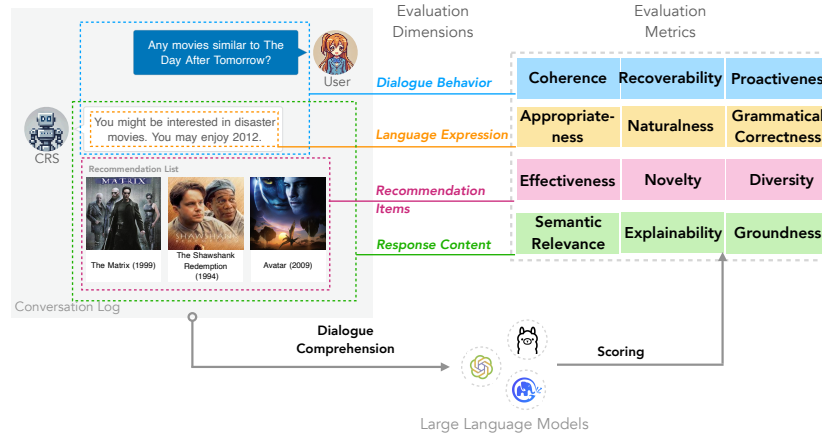 Evaluation
Dimensions
Evaluation
Metrics
Any movies similar to The
Day After Tomorrow?
User
You might be interested in disaster
movies. You may enjoy 2012.
CRS
Recommendation List
MATRIX
SHAWSHANK
The Matrix (1999)
The Shawshank
Redemption
(1994)
Avatar (2009)
Conversation Log
Dialogue Behavior
Language Expression
Recommendation
Items
Response Content
Coherence
Recoverability
Proactiveness
Appropriate-
ness
Naturalness
Grammatical
Correctness
Effectiveness
Novelty
Diversity
Semantic
Relevance
Explainability
Groundness
Dialogue
Comprehension
Scoring
Large Language Models